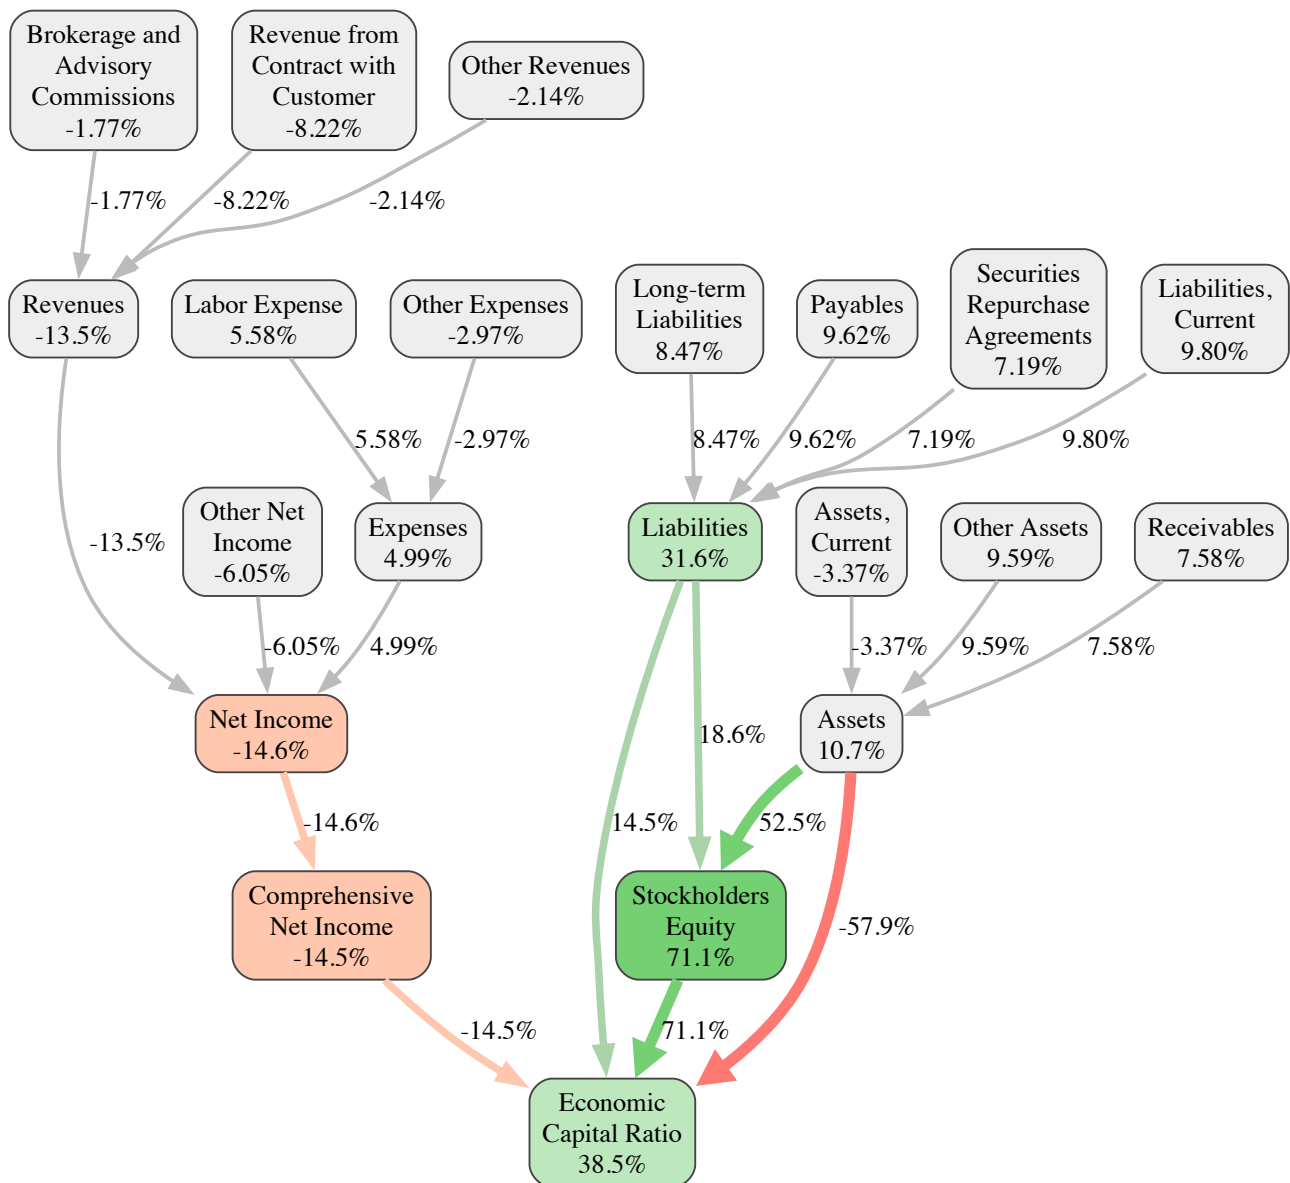 Brokerage and
Advisory
Commissions
-1.77%
Revenue from
Contract with
Customer
-8.22%
Other Revenues
-2.14%
-1.77%
-8.22%
-2.14%
Revenues
-13.5%
Labor Expense
5.58%
Other Expenses
-2.97%
Long-term
Liabilities
8.47%
Payables
9.62%
Securities
Repurchase
Agreements
7.19%
Liabilities,
Current
9.80%
5.58%
-2.97%
8.47%
9.62%
7.19%
9.80%
-13.5%
Other Net
Income
-6.05%
Expenses
4.99%
Liabilities
31.6%
Assets,
Current
-3.37%
Other Assets
9.59%
Receivables
7.58%
-6.05%
4.99%
-3.37%
9.59%
7.58%
Net Income
-14.6%
18.6%
Assets
10.7%
-14.6%
14.5%
52.5%
Comprehensive
Net Income
-14.5%
Stockholders
Equity
71.1%
-57.9%
-14.5%
71.1%
Economic
Capital Ratio
38.5%